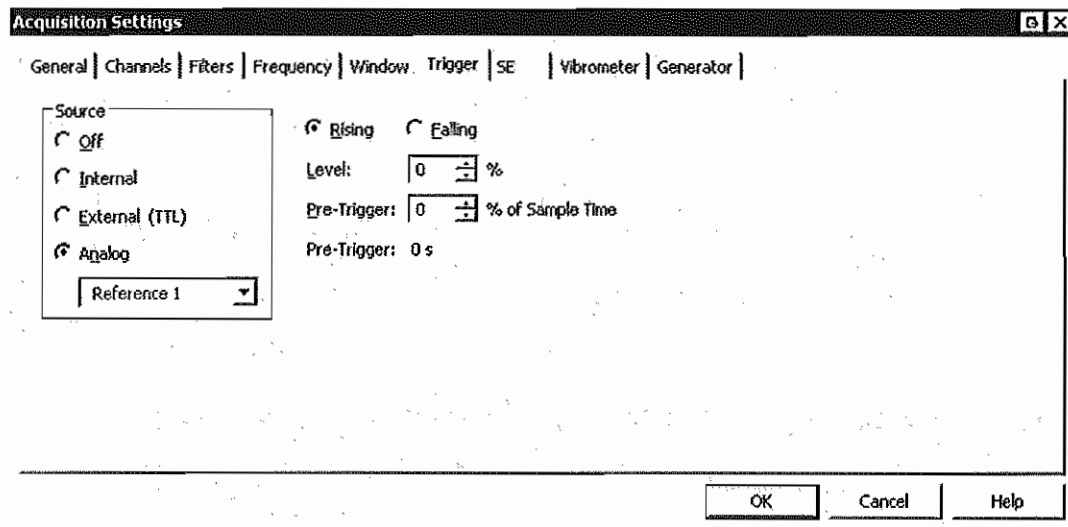 Acquisition Settings
General Channels Filters Frequency Window Trigger SE Vibrometer Generator
Source
Off
Internal
External (TTL)
Analog
Reference 1
Rising Falling
Level: 0 %
Pre-Trigger: 0 % of Sample Time
Pre-Trigger: 0 s
OK Cancel Help